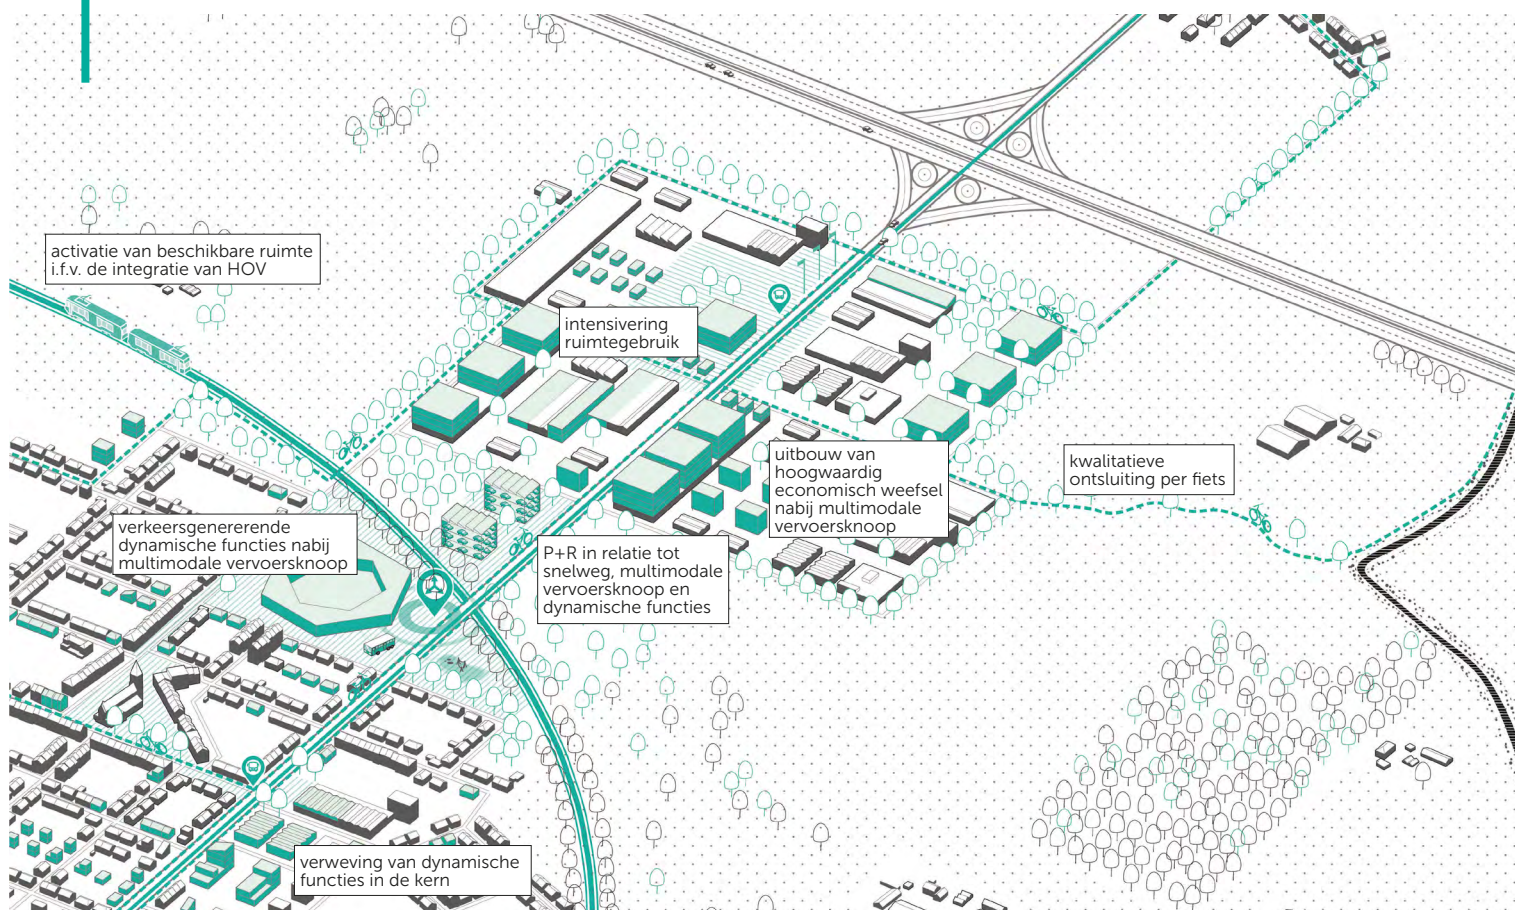 activatie van beschikbare ruimte
i.f.v. de integratie van HOV
intensivering
ruimtegebruik
uitbouw van
hoogwaardig
economisch weefsel
nabij multimodale
vervoersknoop
kwalitatieve
ontsluiting per fiets
verkeersgenererende
dynamische functies nabij
multimodale vervoersknoop
P+R in relatie tot
snelweg, multimodale
vervoersknoop en
dynamische functies
verweving van dynamische
functies in de kern